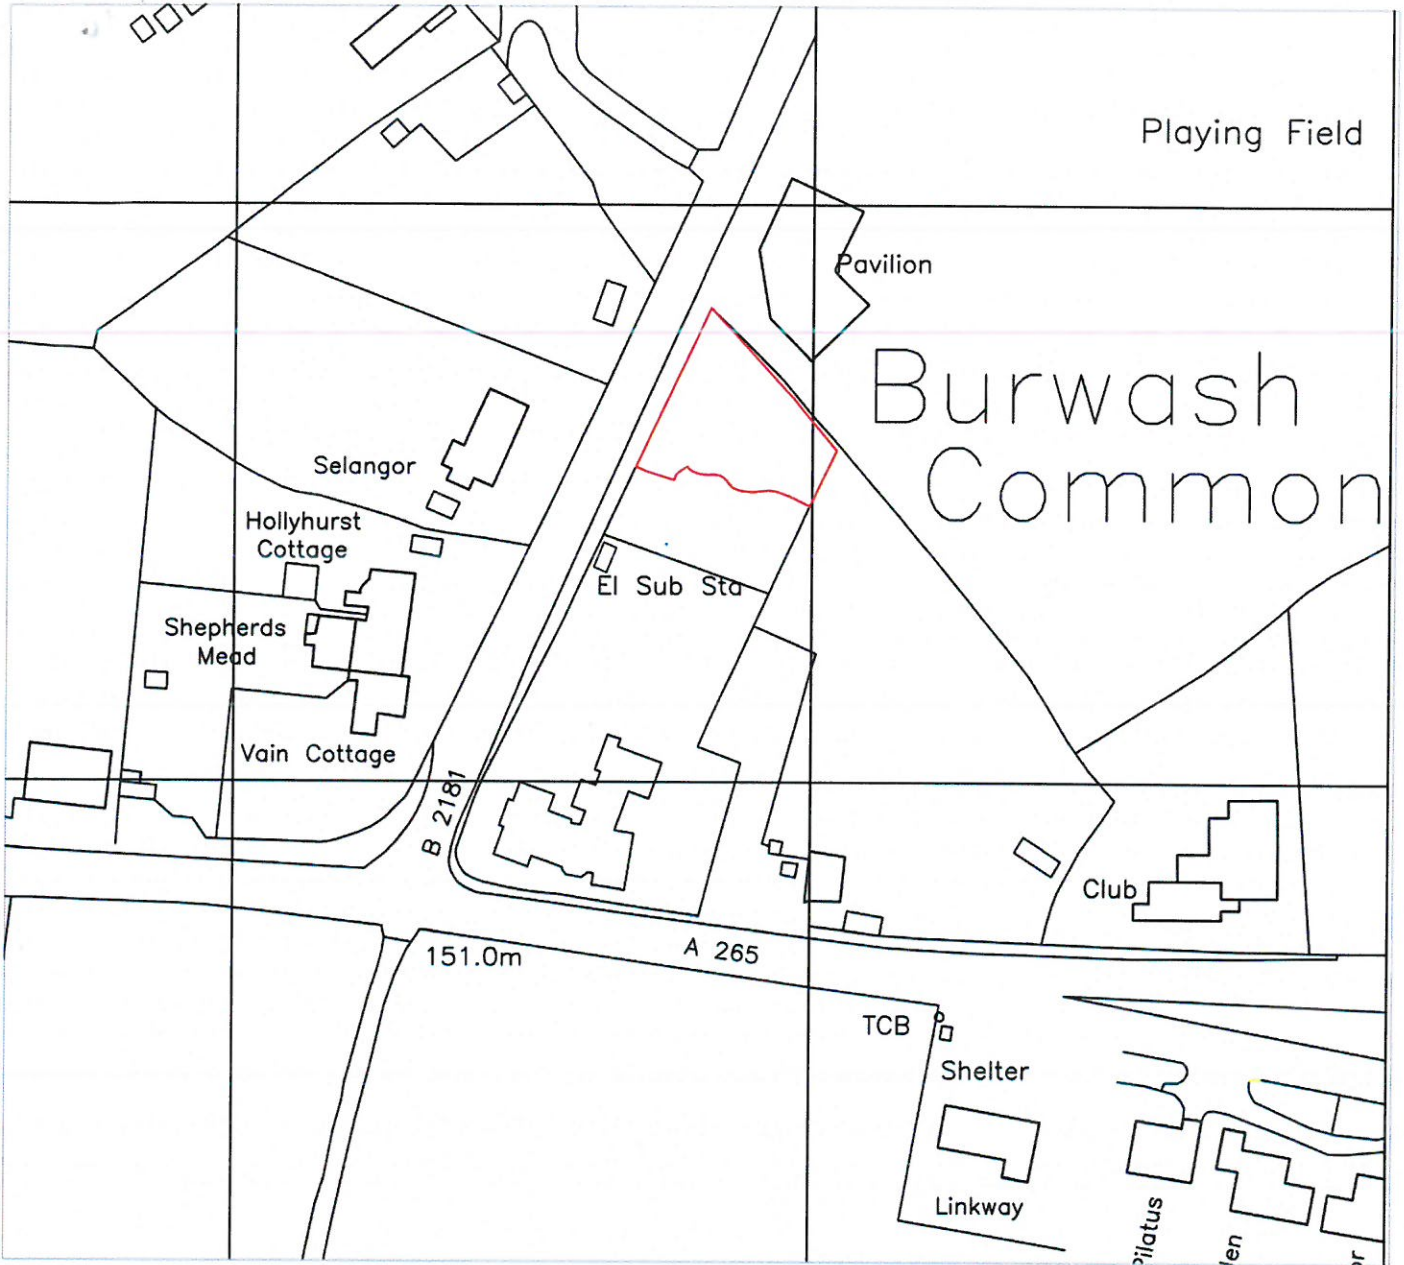 Playing Field
Pavilion
Burwash
Common
Selangor
Hollyhurst
Cottage
El Sub Sta
Shepherds
Mead
Vain Cottage
B 2181
Club
A 265
151.0m
TCB
Shelter
Linkway
Pilatus